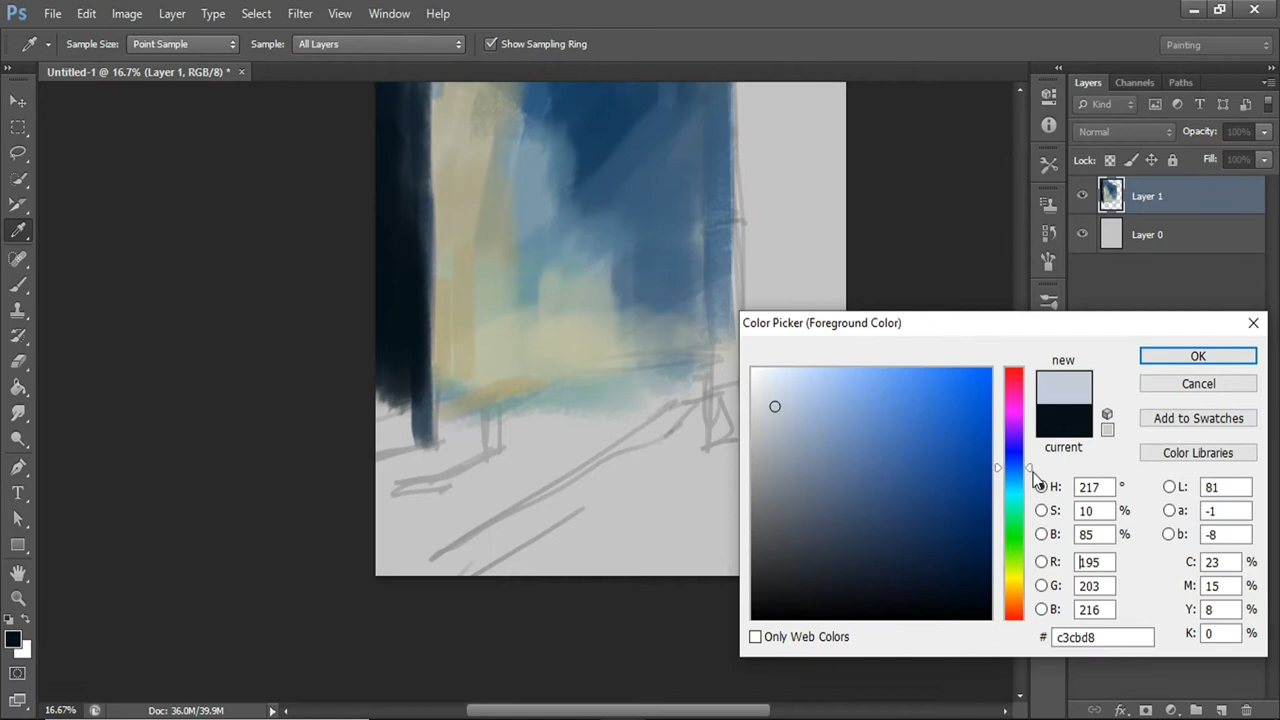 Ps File Edit Image Layer Type Select Filter 3D View Window Help
Sample Size: Point Sample Sample: All Layers Show Sampling Ring Painting
Untitled-1 @ 16.7% (Layer 1, RGB/8) * ×
Layers Channels Paths
Kind
Normal Opacity: 100%
Lock: Fill: 100%
Layer 1
Layer 0
Color Picker (Foreground Color)
new
OK
Cancel
Add to Swatches
current
Color Libraries
H: 217 ° L: 81
S: 10 % a: -1
B: 85 % b: -8
R: 195 C: 23 %
G: 203 M: 15 %
B: 216 Y: 8 %
Only Web Colors # c3cbd8 K: 0 %
16.67% Doc: 36.0M/39.9M
fx